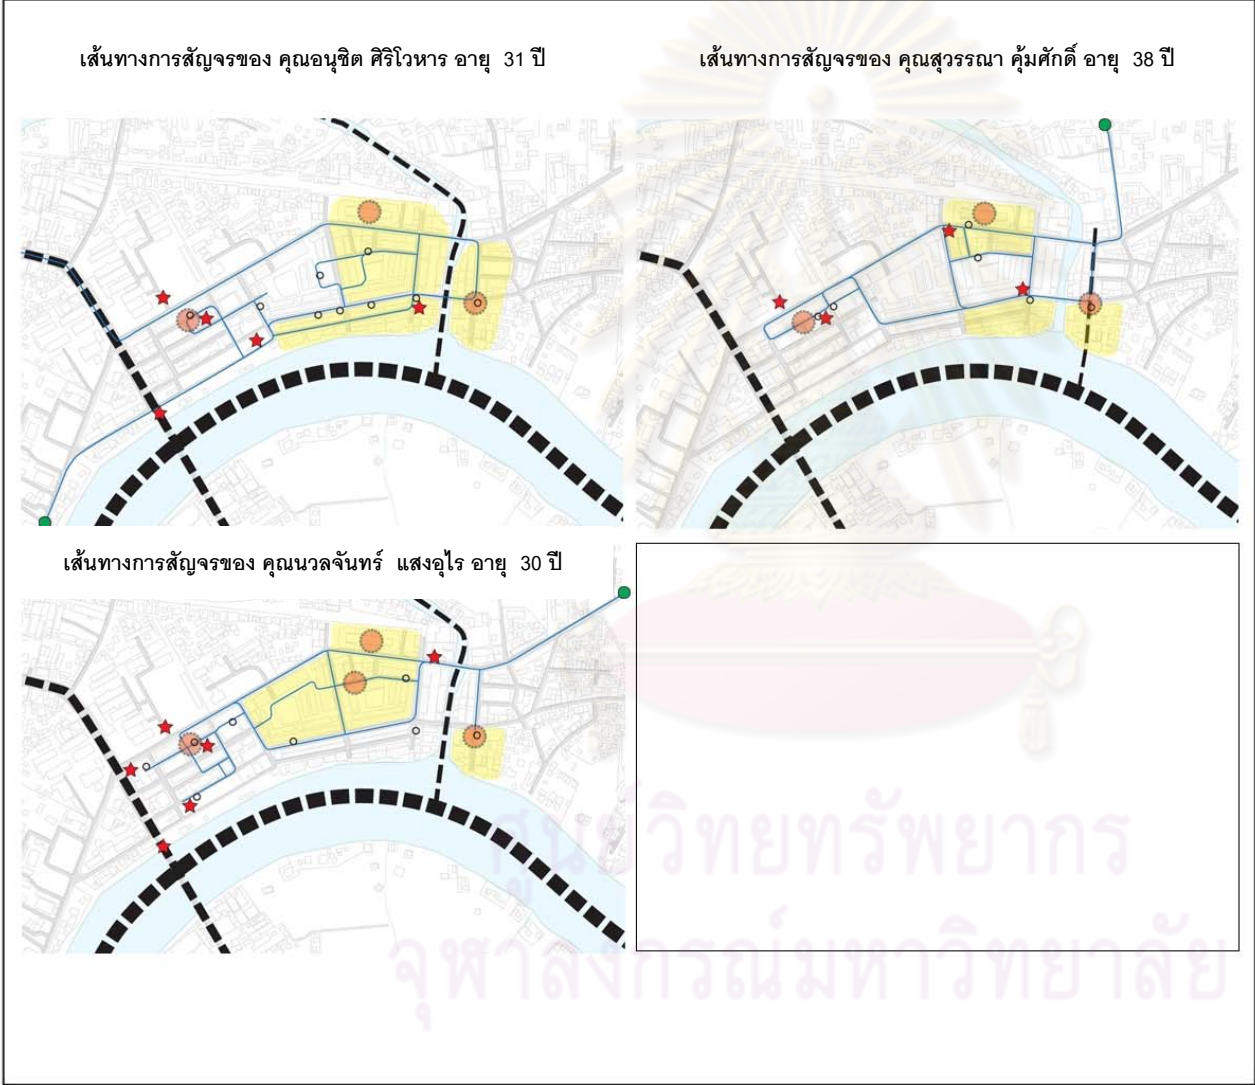 เส้นทางการสัญจรของ คุณอนุชิต ศิริโวหาร อายุ 31 ปี
เส้นทางการสัญจรของ คุณสุวรรณา คุ้มศักดิ์ อายุ 38 ปี
เส้นทางการสัญจรของ คุณนวลจันทร์ แสงอุไร อายุ 30 ปี
ศูนย์วิทยทรัพยากร
จุฬาลงกรณ์มหาวิทยาลัย